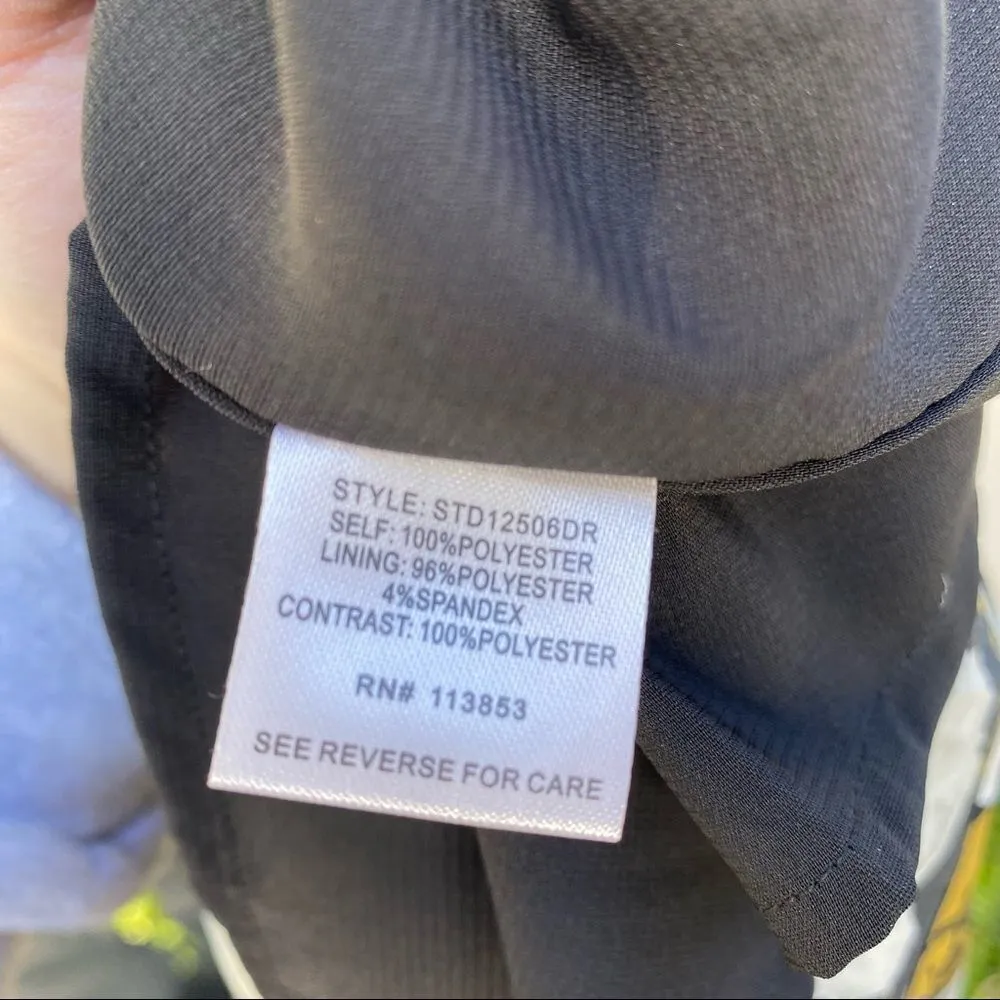 STYLE: STD12506DR
SELF: 100%POLYESTER
LINING: 96%POLYESTER
4%SPANDEX
CONTRAST: 100%POLYESTER
RN# 113853
SEE REVERSE FOR CARE